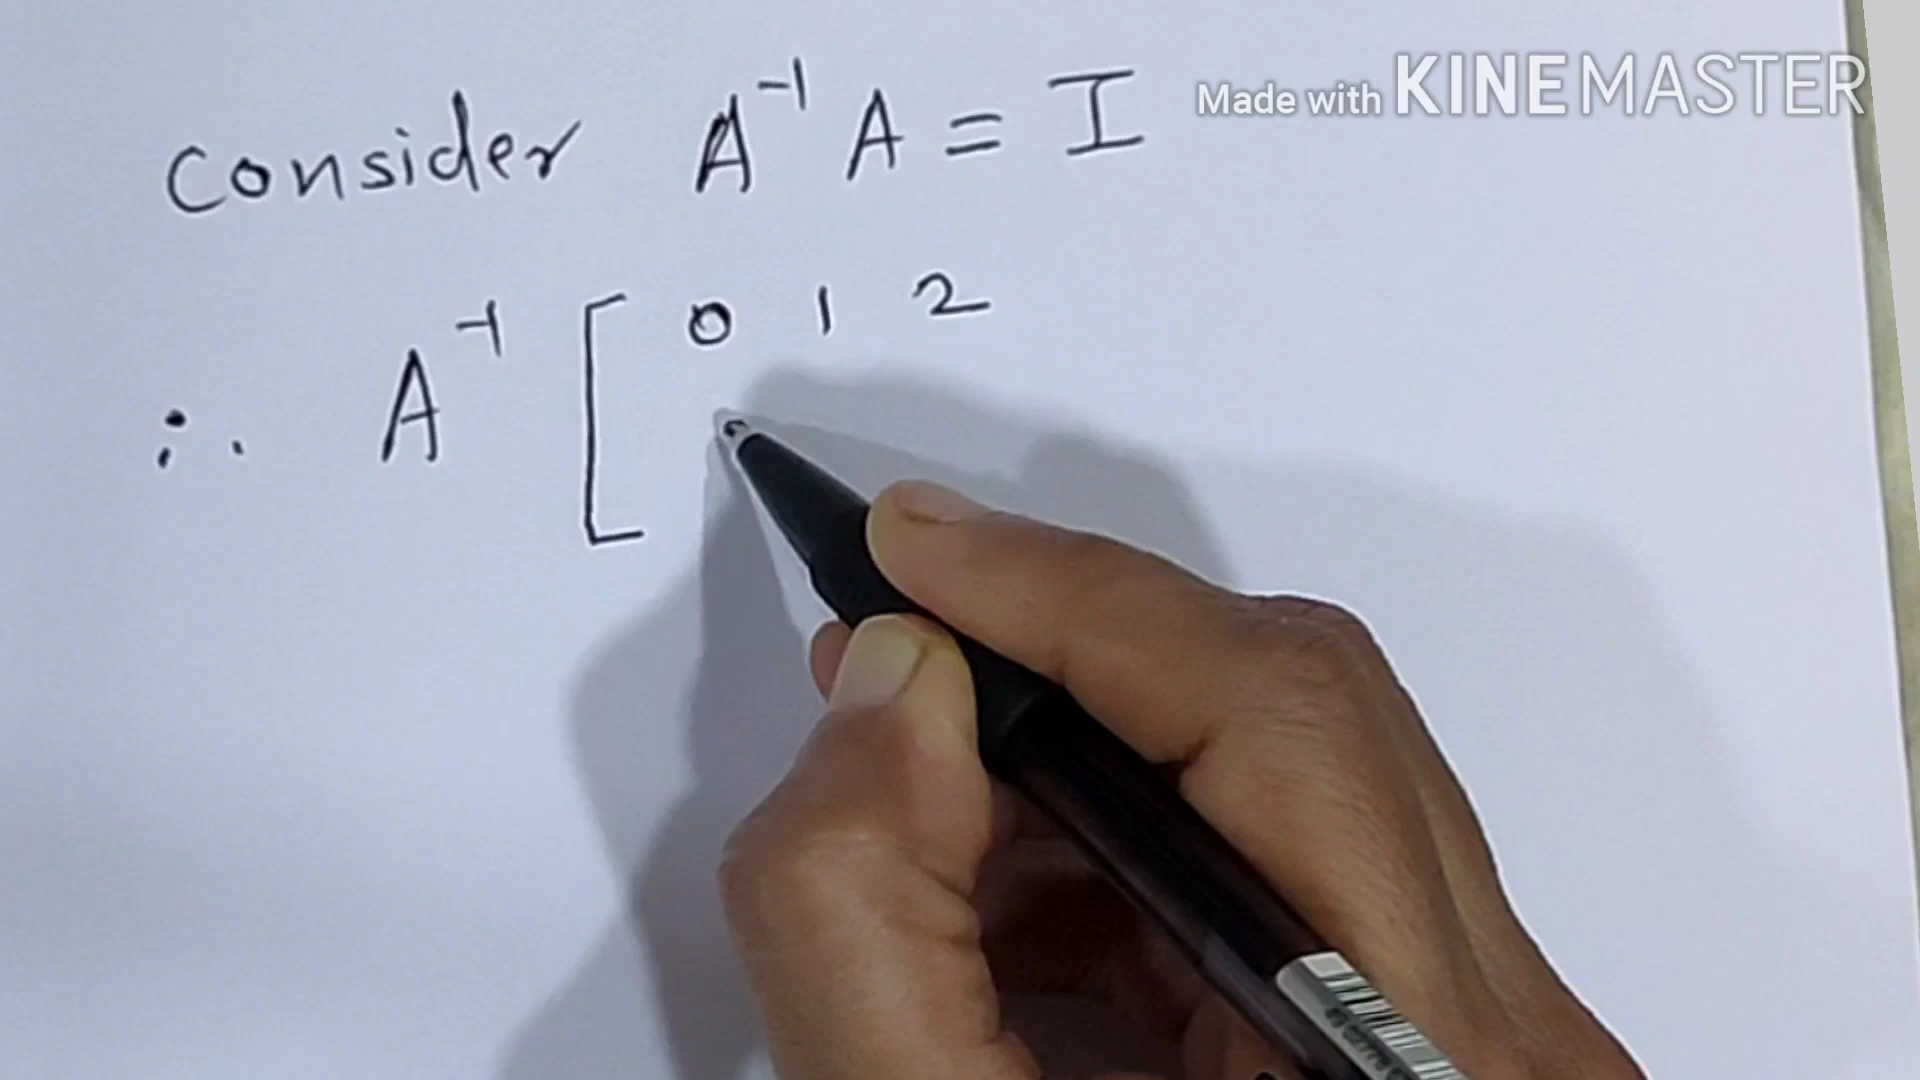 Consider A⁻¹ A = I
Made with KINEMASTER
∴ A⁻¹ [ 0 1 2